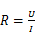 R = U/I